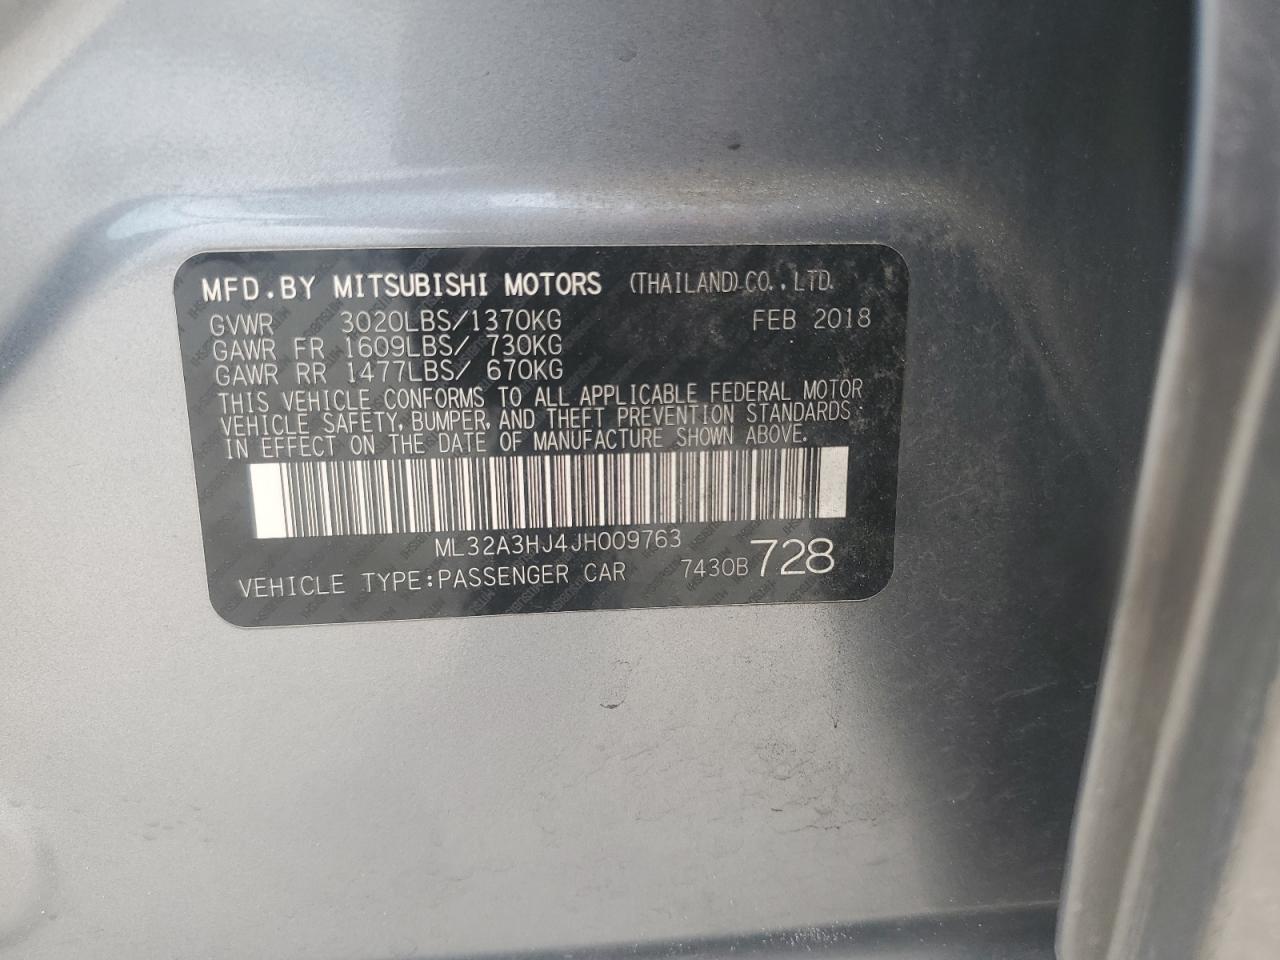 MFD.BY MITSUBISHI MOTORS (THAILAND)CO.,LTD.
GVWR 3020LBS/1370KG FEB 2018
GAWR FR 1609LBS/ 730KG
GAWR RR 1477LBS/ 670KG
THIS VEHICLE CONFORMS TO ALL APPLICABLE FEDERAL MOTOR
VEHICLE SAFETY, BUMPER, AND THEFT PREVENTION STANDARDS
IN EFFECT ON THE DATE OF MANUFACTURE SHOWN ABOVE.
ML32A3HJ4JH009763
VEHICLE TYPE:PASSENGER CAR 7430B 728